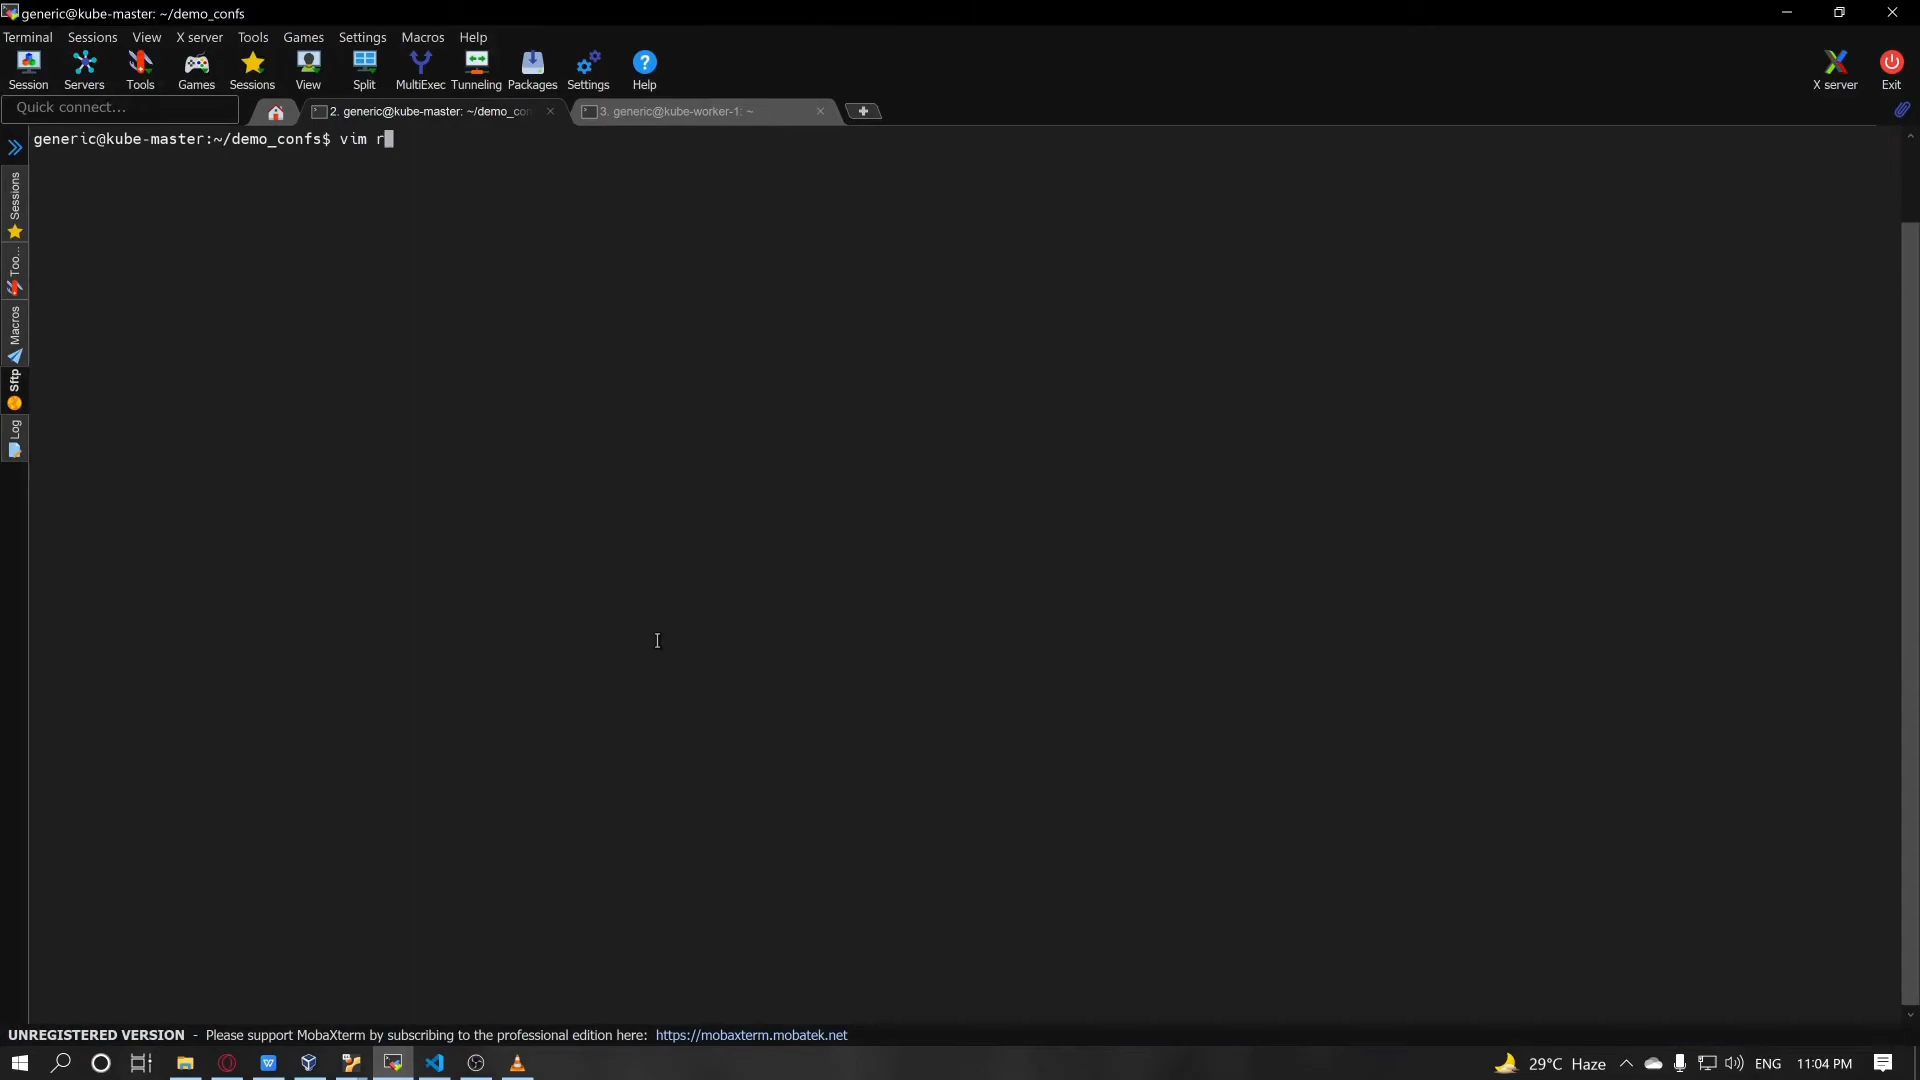 generic@kube-master: ~/demo_confs
Terminal Sessions View X server Tools Games Settings Macros Help
Session Servers Tools Games Sessions View Split MultiExec Tunneling Packages Settings Help X server Exit
Quick connect...
2. generic@kube-master: ~/demo_con
3. generic@kube-worker-1: ~
generic@kube-master:~/demo_confs$ vim r
Sessions
Too...
Macros
Sftp
Log
UNREGISTERED VERSION - Please support MobaXterm by subscribing to the professional edition here: https://mobaxterm.mobatek.net
29°C Haze ENG 11:04 PM